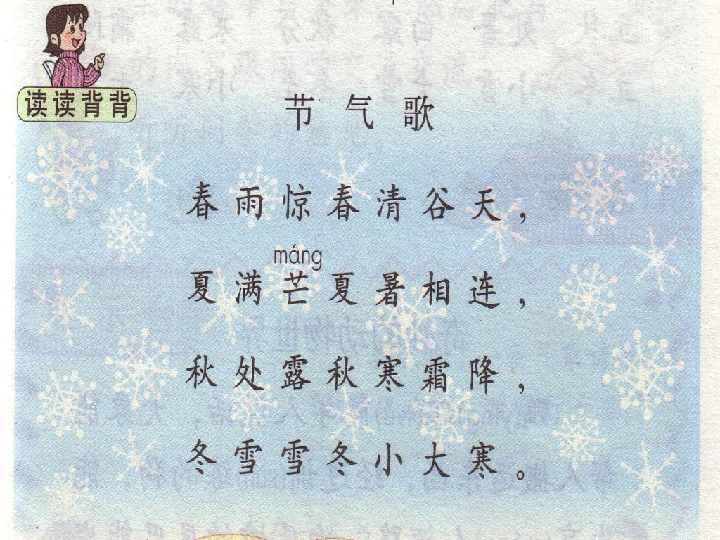 读读背背
节气歌
春雨惊春清谷天，
máng
夏满芒夏暑相连，
秋处露秋寒霜降，
冬雪雪冬小大寒。